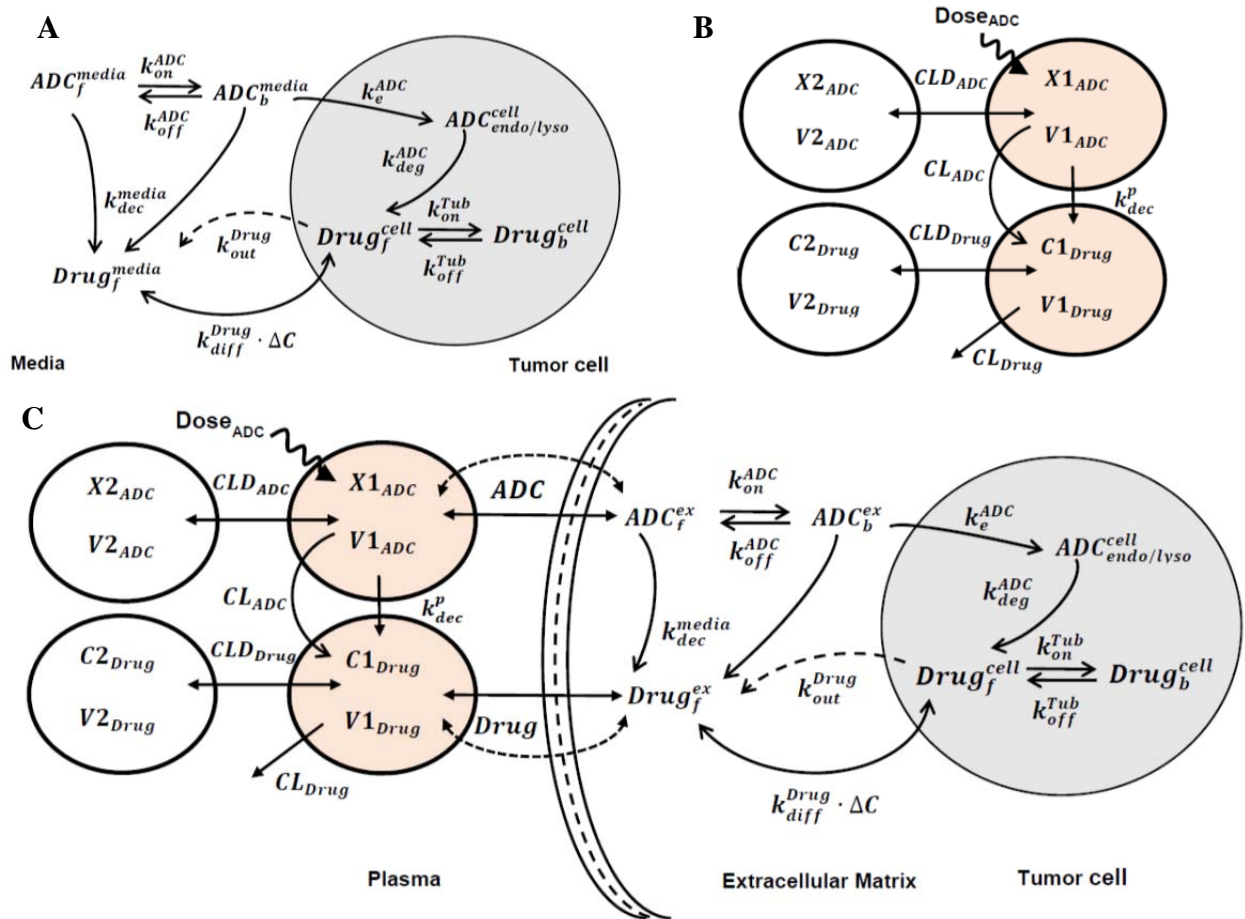 A
ADC_f^media
k_on^ADC
k_off^ADC
ADC_b^media
k_e^ADC
ADC_endo/lyso^cell
k_deg^ADC
k_dec^media
k_out^Drug
Drug_f^cell
k_on^Tub
k_off^Tub
Drug_b^cell
Drug_f^media
k_diff^Drug · ΔC
Media
Tumor cell
B
Dose_ADC
X2_ADC
V2_ADC
CLD_ADC
X1_ADC
V1_ADC
CL_ADC
k_dec^p
C2_Drug
V2_Drug
CLD_Drug
C1_Drug
V1_Drug
CL_Drug
C
Dose_ADC
X2_ADC
V2_ADC
CLD_ADC
X1_ADC
V1_ADC
ADC
CL_ADC
k_dec^p
C2_Drug
V2_Drug
CLD_Drug
C1_Drug
V1_Drug
Drug
CL_Drug
ADC_f^ex
k_on^ADC
k_off^ADC
ADC_b^ex
k_e^ADC
ADC_endo/lyso^cell
k_deg^ADC
k_dec^media
Drug_f^ex
k_out^Drug
Drug_f^cell
k_on^Tub
k_off^Tub
Drug_b^cell
k_diff^Drug · ΔC
Plasma
Extracellular Matrix
Tumor cell